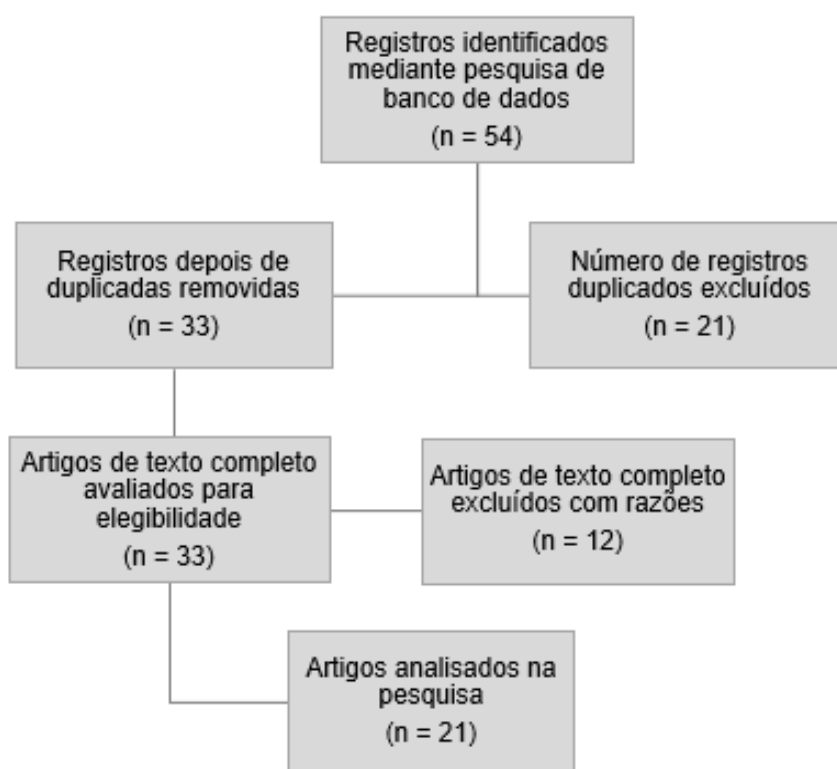 Registros identificados
mediante pesquisa de
banco de dados
(n = 54)
Registros depois de
duplicadas removidas
(n = 33)
Número de registros
duplicados excluídos
(n = 21)
Artigos de texto completo
avaliados para
elegibilidade
(n = 33)
Artigos de texto completo
excluídos com razões
(n = 12)
Artigos analisados na
pesquisa
(n = 21)